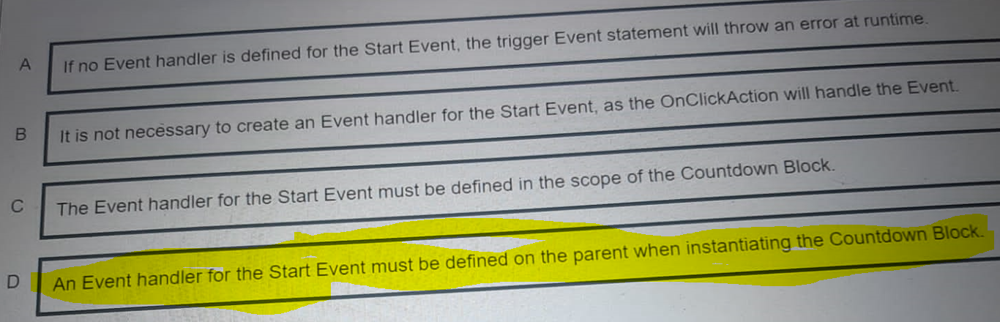 A If no Event handler is defined for the Start Event, the trigger Event statement will throw an error at runtime.
B It is not necessary to create an Event handler for the Start Event, as the OnClickAction will handle the Event.
C The Event handler for the Start Event must be defined in the scope of the Countdown Block.
D An Event handler for the Start Event must be defined on the parent when instantiating the Countdown Block.